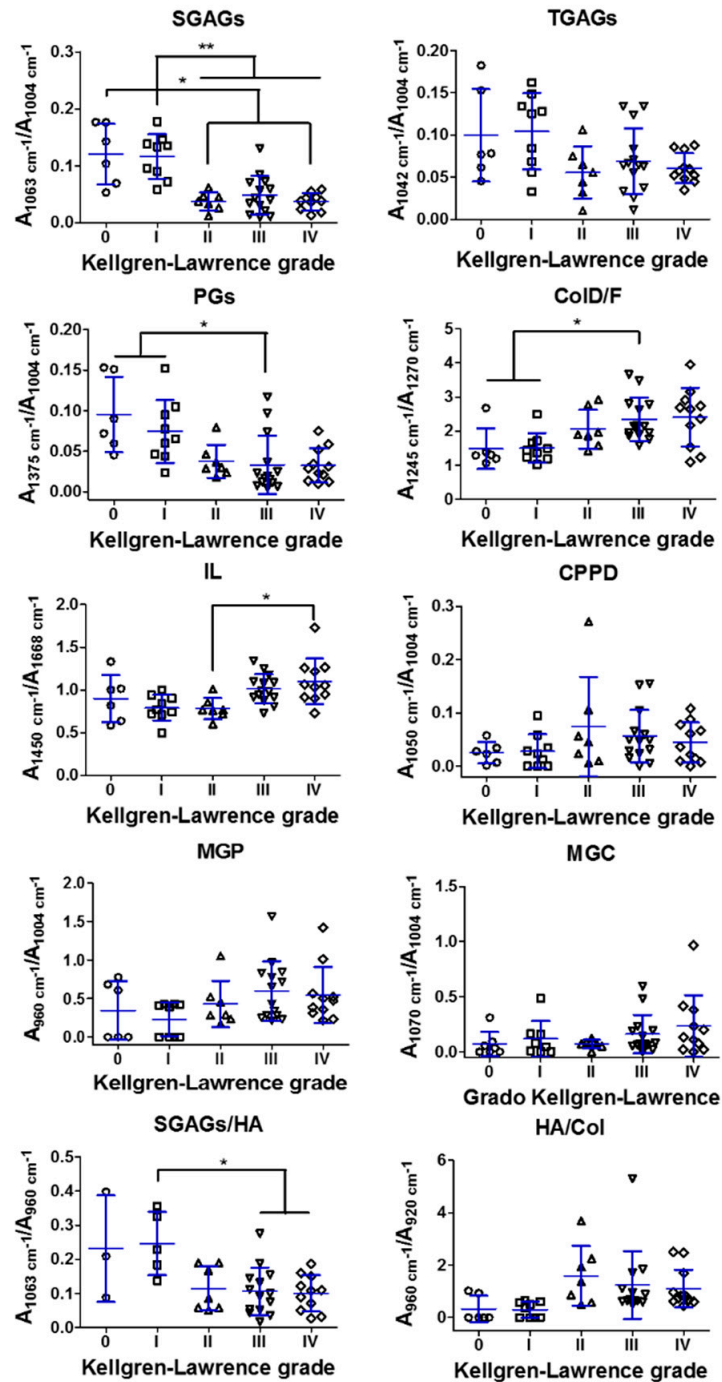 SGAGs
A1063 cm-1/A1004 cm-1
0.3
0.2
0.1
0.0
**
*
0 I II III IV
Kellgren-Lawrence grade
TGAGs
A1042 cm-1/A1004 cm-1
0.20
0.15
0.10
0.05
0.00
0 I II III IV
Kellgren-Lawrence grade
PGs
A1375 cm-1/A1004 cm-1
0.20
0.15
0.10
0.05
0.00
*
0 I II III IV
Kellgren-Lawrence grade
ColD/F
A1245 cm-1/A1270 cm-1
5
4
3
2
1
0
*
0 I II III IV
Kellgren-Lawrence grade
IL
A1450 cm-1/A1668 cm-1
2.0
1.5
1.0
0.5
0.0
*
0 I II III IV
Kellgren-Lawrence grade
CPPD
A1050 cm-1/A1004 cm-1
0.3
0.2
0.1
0.0
0 I II III IV
Kellgren-Lawrence grade
MGP
A960 cm-1/A1004 cm-1
2.0
1.5
1.0
0.5
0.0
0 I II III IV
Kellgren-Lawrence grade
MGC
A1070 cm-1/A1004 cm-1
1.5
1.0
0.5
0.0
0 I II III IV
Grado Kellgren-Lawrence
SGAGs/HA
A1063 cm-1/A960 cm-1
0.5
0.4
0.3
0.2
0.1
0.0
*
0 I II III IV
Kellgren-Lawrence grade
HA/Col
A960 cm-1/A920 cm-1
6
4
2
0
0 I II III IV
Kellgren-Lawrence grade